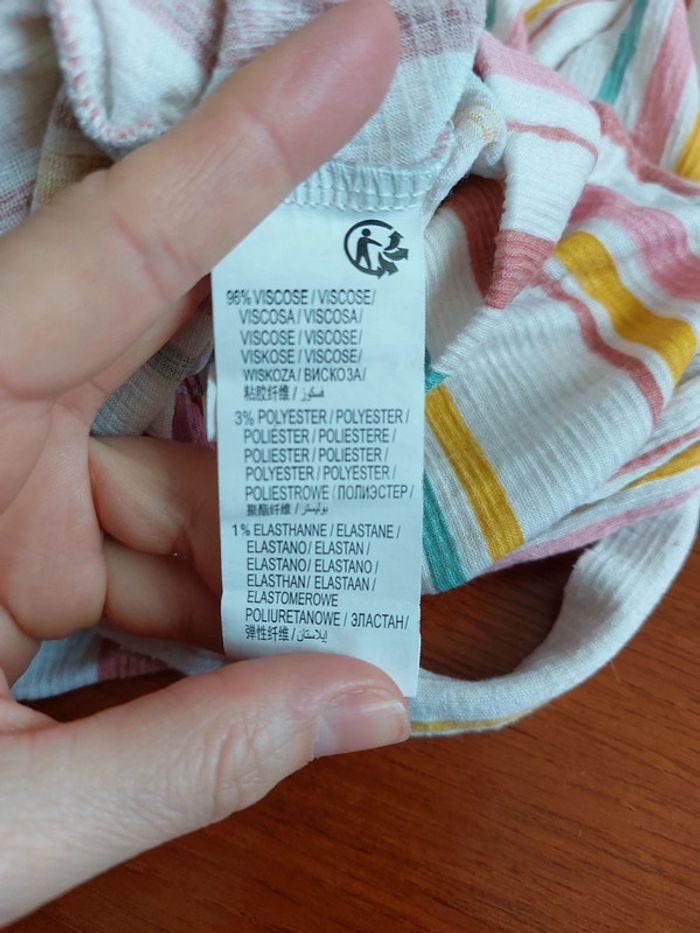 96% VISCOSE / VISCOSE/
VISCOSA / VISCOSA /
VISCOSE / VISCOSE/
VISKOSE / VISCOSE/
WISKOZA / ВИСКОЗА/
粘胶纤维 / فسكوز
3% POLYESTER / POLYESTER /
POLIÉSTER / POLIESTERE /
POLIÉSTER / POLIESTER /
POLYESTER / POLYESTER /
POLIESTROWE / ПОЛИЭСТЕР /
聚酯纤维 / بوليستر
1% ELASTHANNE / ELASTANE /
ELASTANO / ELASTAN /
ELASTANO / ELASTANO /
ELASTHAN / ELASTAAN /
ELASTOMEROWE
POLIURETANOWE / ЭЛАСТАН/
弹性纤维 / إيلاستان